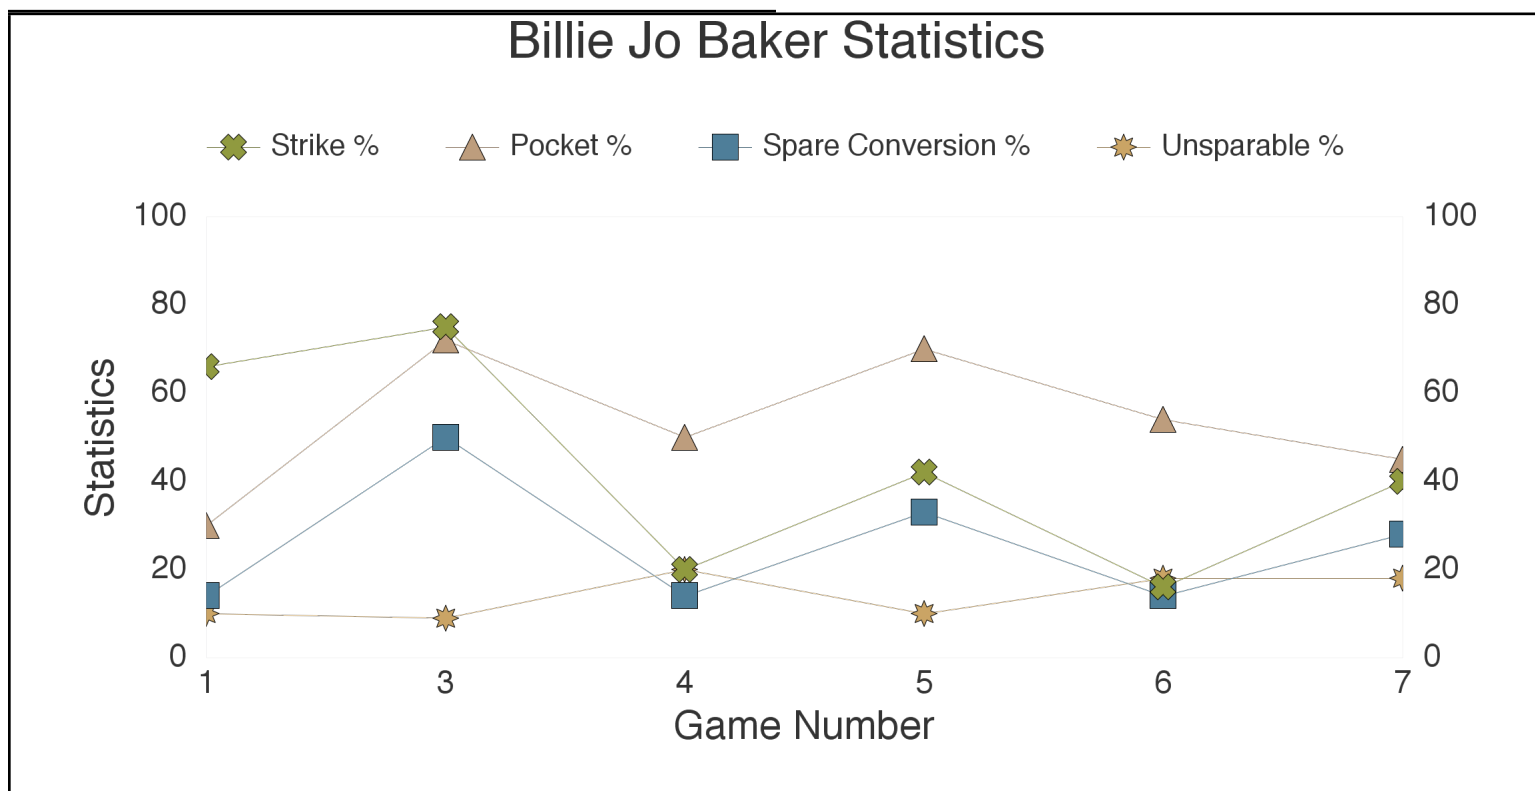 Billie Jo Baker Statistics
Strike % Pocket % Spare Conversion % Unsparable %
100 100
80 80
60 60
40 40
20 20
0 0
Statistics
1 3 4 5 6 7
Game Number